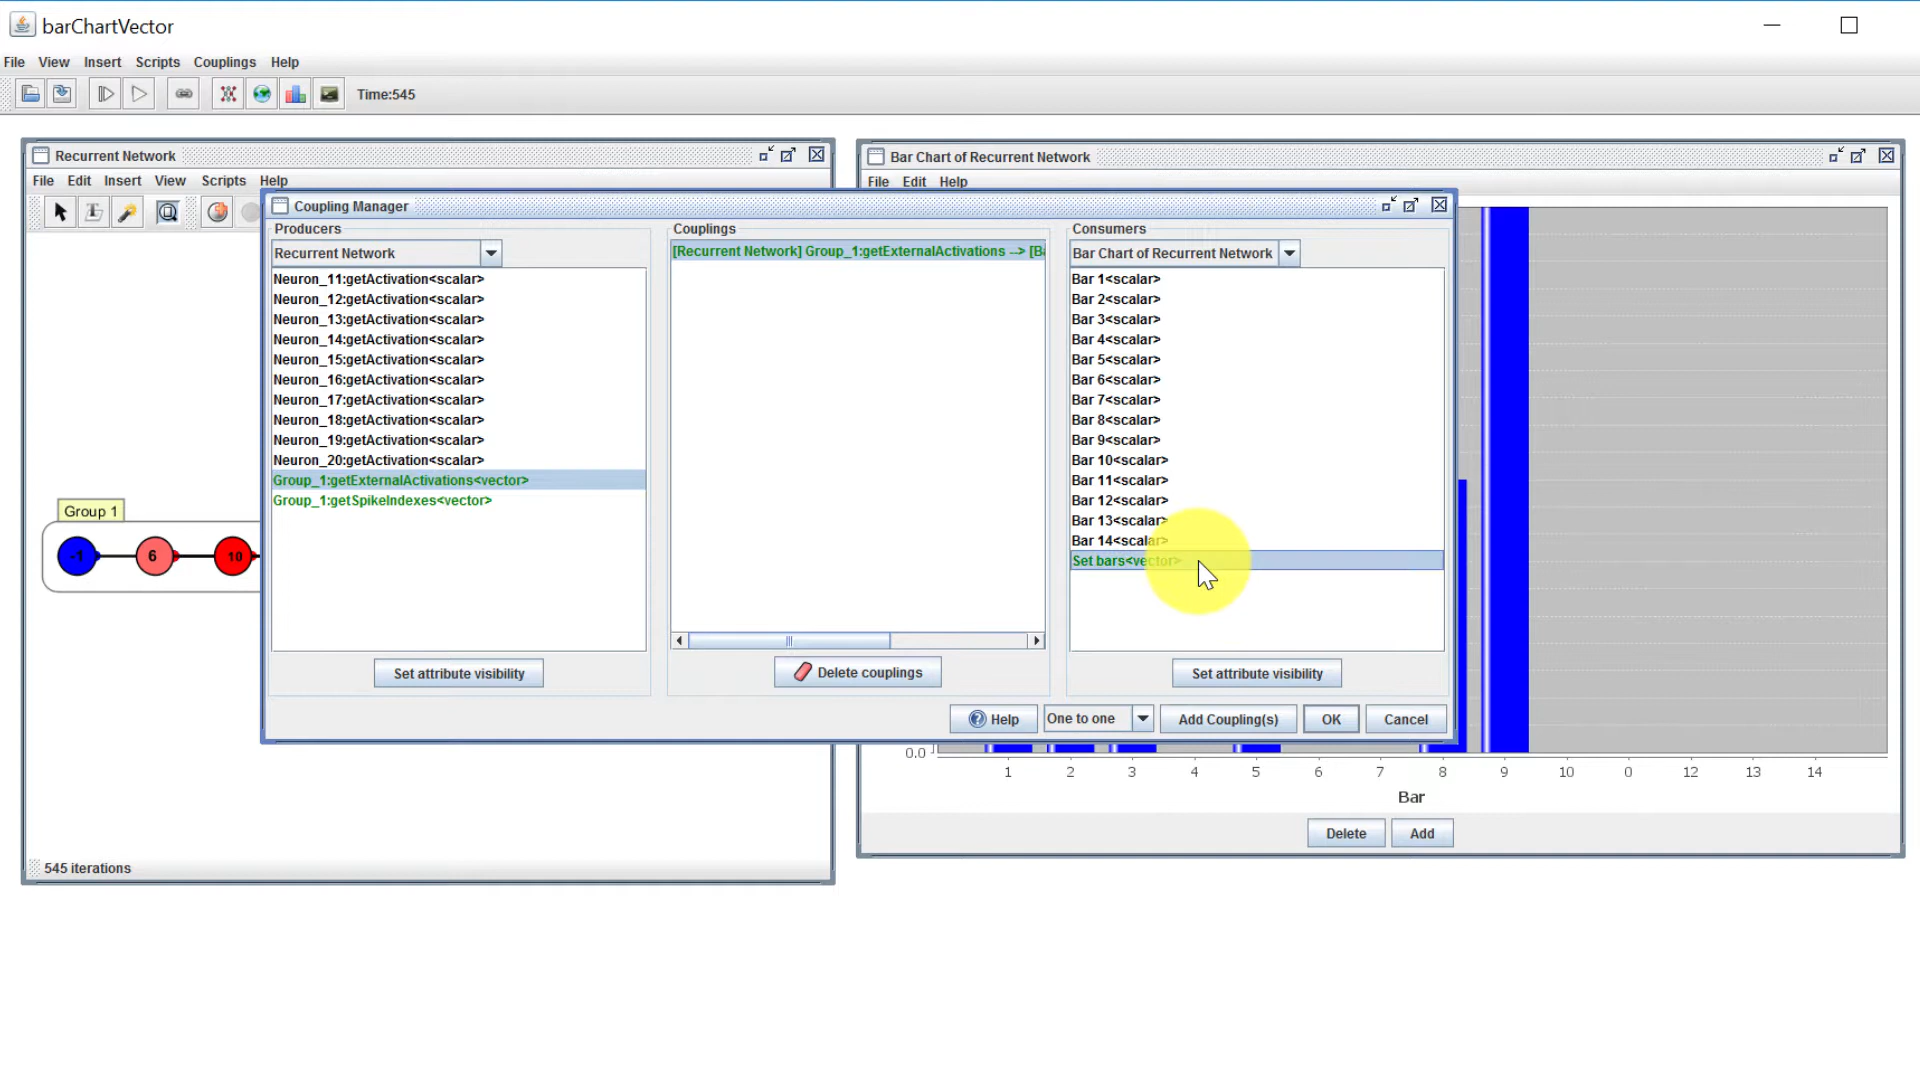 barChartVector
File View Insert Scripts Couplings Help
Time:545
Recurrent Network
File Edit Insert View Scripts Help
Group 1
-1 6 10
545 iterations
Bar Chart of Recurrent Network
File Edit Help
Coupling Manager
Producers
Recurrent Network
Neuron_11:getActivation<scalar>
Neuron_12:getActivation<scalar>
Neuron_13:getActivation<scalar>
Neuron_14:getActivation<scalar>
Neuron_15:getActivation<scalar>
Neuron_16:getActivation<scalar>
Neuron_17:getActivation<scalar>
Neuron_18:getActivation<scalar>
Neuron_19:getActivation<scalar>
Neuron_20:getActivation<scalar>
Group_1:getExternalActivations<vector>
Group_1:getSpikeIndexes<vector>
Set attribute visibility
Couplings
[Recurrent Network] Group_1:getExternalActivations --> [Ba
Delete couplings
Consumers
Bar Chart of Recurrent Network
Bar 1<scalar>
Bar 2<scalar>
Bar 3<scalar>
Bar 4<scalar>
Bar 5<scalar>
Bar 6<scalar>
Bar 7<scalar>
Bar 8<scalar>
Bar 9<scalar>
Bar 10<scalar>
Bar 11<scalar>
Bar 12<scalar>
Bar 13<scalar>
Bar 14<scalar>
Set bars<vector>
Set attribute visibility
Help One to one Add Coupling(s) OK Cancel
0.0
1 2 3 4 5 6 7 8 9 10 0 12 13 14
Bar
Delete Add